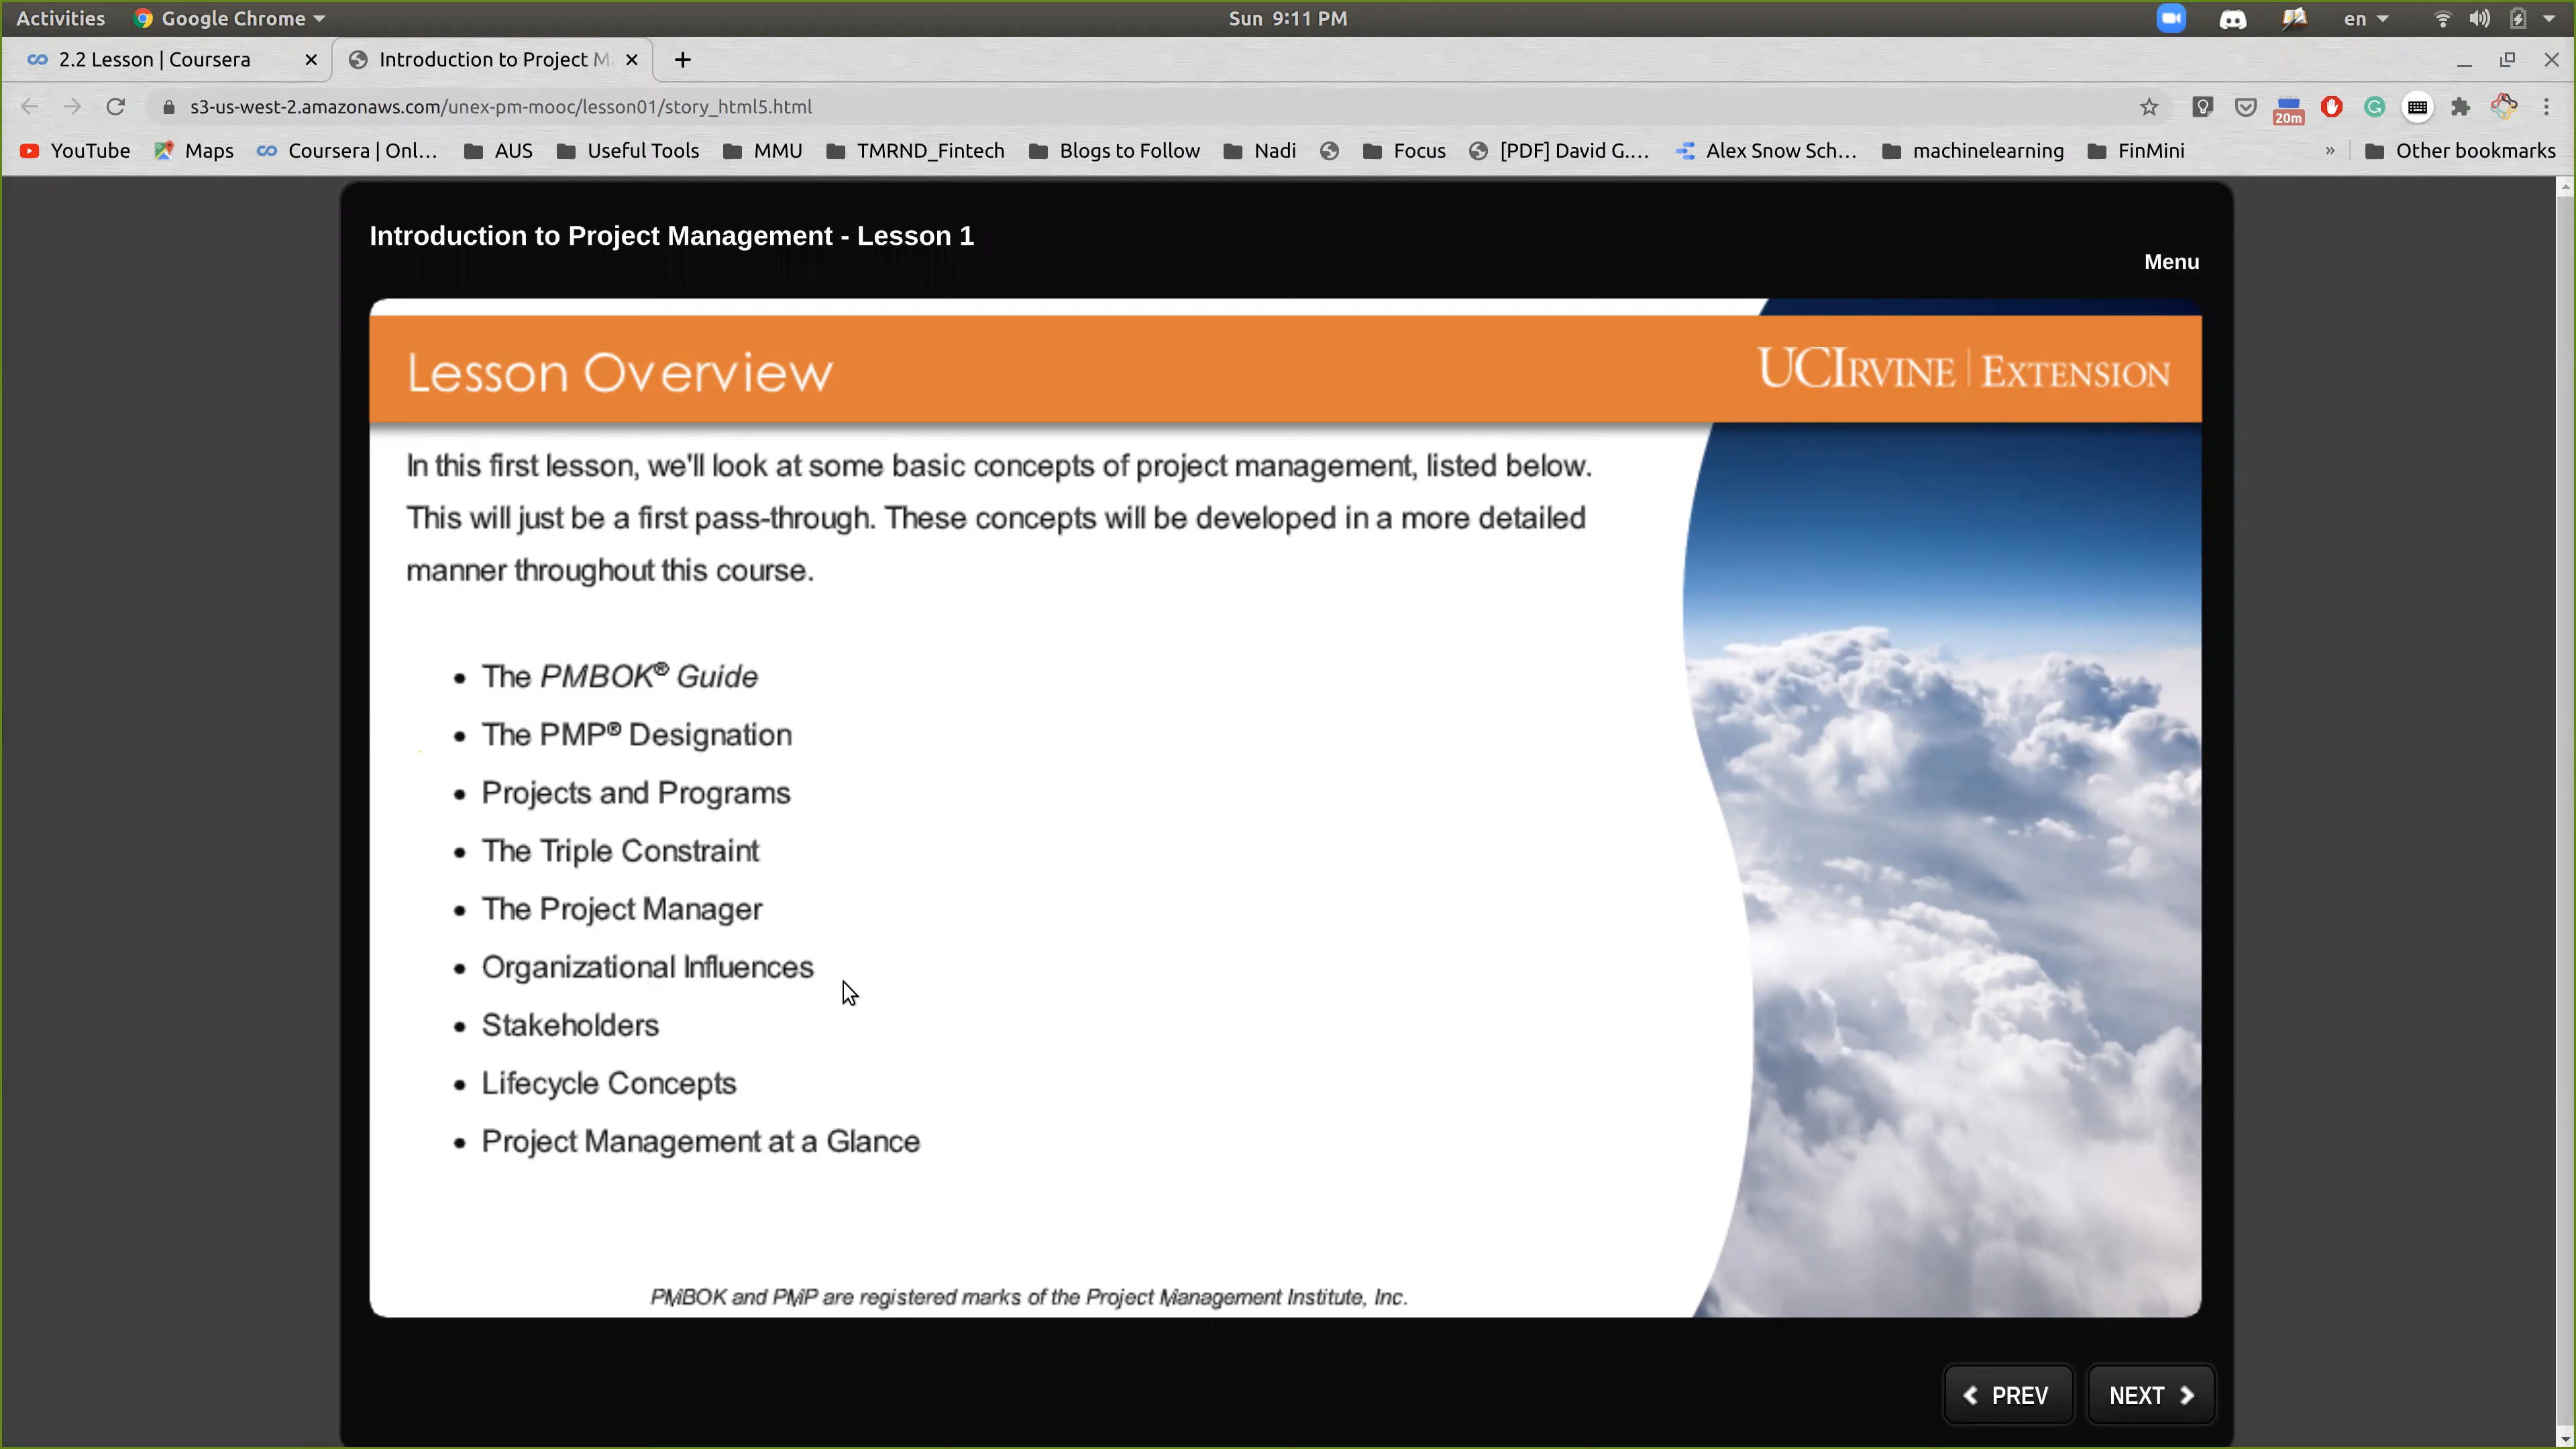 Activities Google Chrome Sun 9:11 PM en
2.2 Lesson | Coursera Introduction to Project M
s3-us-west-2.amazonaws.com/unex-pm-mooc/lesson01/story_html5.html
20m
YouTube Maps Coursera | Onl... AUS Useful Tools MMU TMRND_Fintech Blogs to Follow Nadi Focus [PDF] David G.... Alex Snow Sch... machinelearning FinMini » Other bookmarks
Introduction to Project Management - Lesson 1
Menu
Lesson Overview UCIRVINE | EXTENSION
In this first lesson, we'll look at some basic concepts of project management, listed below.
This will just be a first pass-through. These concepts will be developed in a more detailed
manner throughout this course.
• The PMBOK® Guide
• The PMP® Designation
• Projects and Programs
• The Triple Constraint
• The Project Manager
• Organizational Influences
• Stakeholders
• Lifecycle Concepts
• Project Management at a Glance
PMBOK and PMP are registered marks of the Project Management Institute, Inc.
PREV NEXT